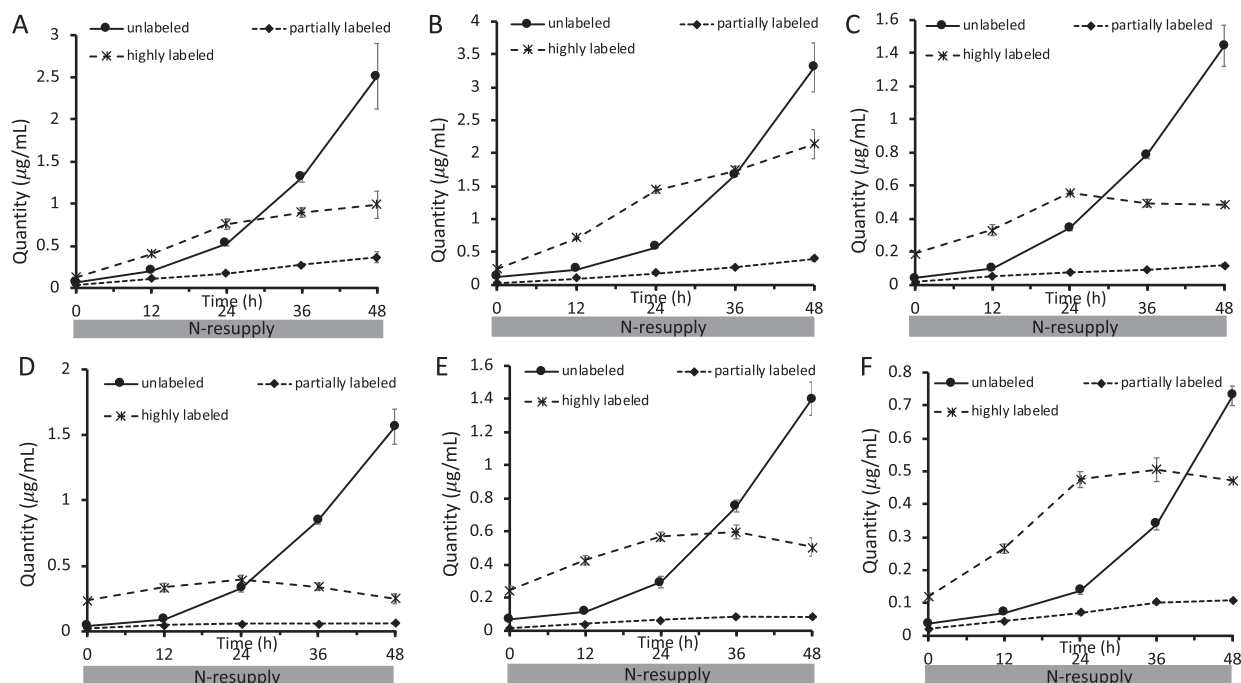 A
unlabeled
partially labeled
highly labeled
Quantity (μg/mL)
3
2.5
2
1.5
1
0.5
0
0 12 24 36 48
Time (h)
N-resupply
B
unlabeled
partially labeled
highly labeled
Quantity (μg/mL)
4
3.5
3
2.5
2
1.5
1
0.5
0
0 12 24 36 48
Time (h)
N-resupply
C
unlabeled
partially labeled
highly labeled
Quantity (μg/mL)
1.6
1.4
1.2
1
0.8
0.6
0.4
0.2
0
0 12 24 36 48
Time (h)
N-resupply
D
unlabeled
partially labeled
highly labeled
Quantity (μg/mL)
2
1.5
1
0.5
0
Time (h)
0 12 24 36 48
N-resupply
E
unlabeled
partially labeled
highly labeled
Quantity (μg/mL)
1.6
1.4
1.2
1
0.8
0.6
0.4
0.2
0
Time (h)
0 12 24 36 48
N-resupply
F
unlabeled
partially labeled
highly labeled
Quantity (μg/mL)
0.8
0.7
0.6
0.5
0.4
0.3
0.2
0.1
0
Time (h)
0 12 24 36 48
N-resupply